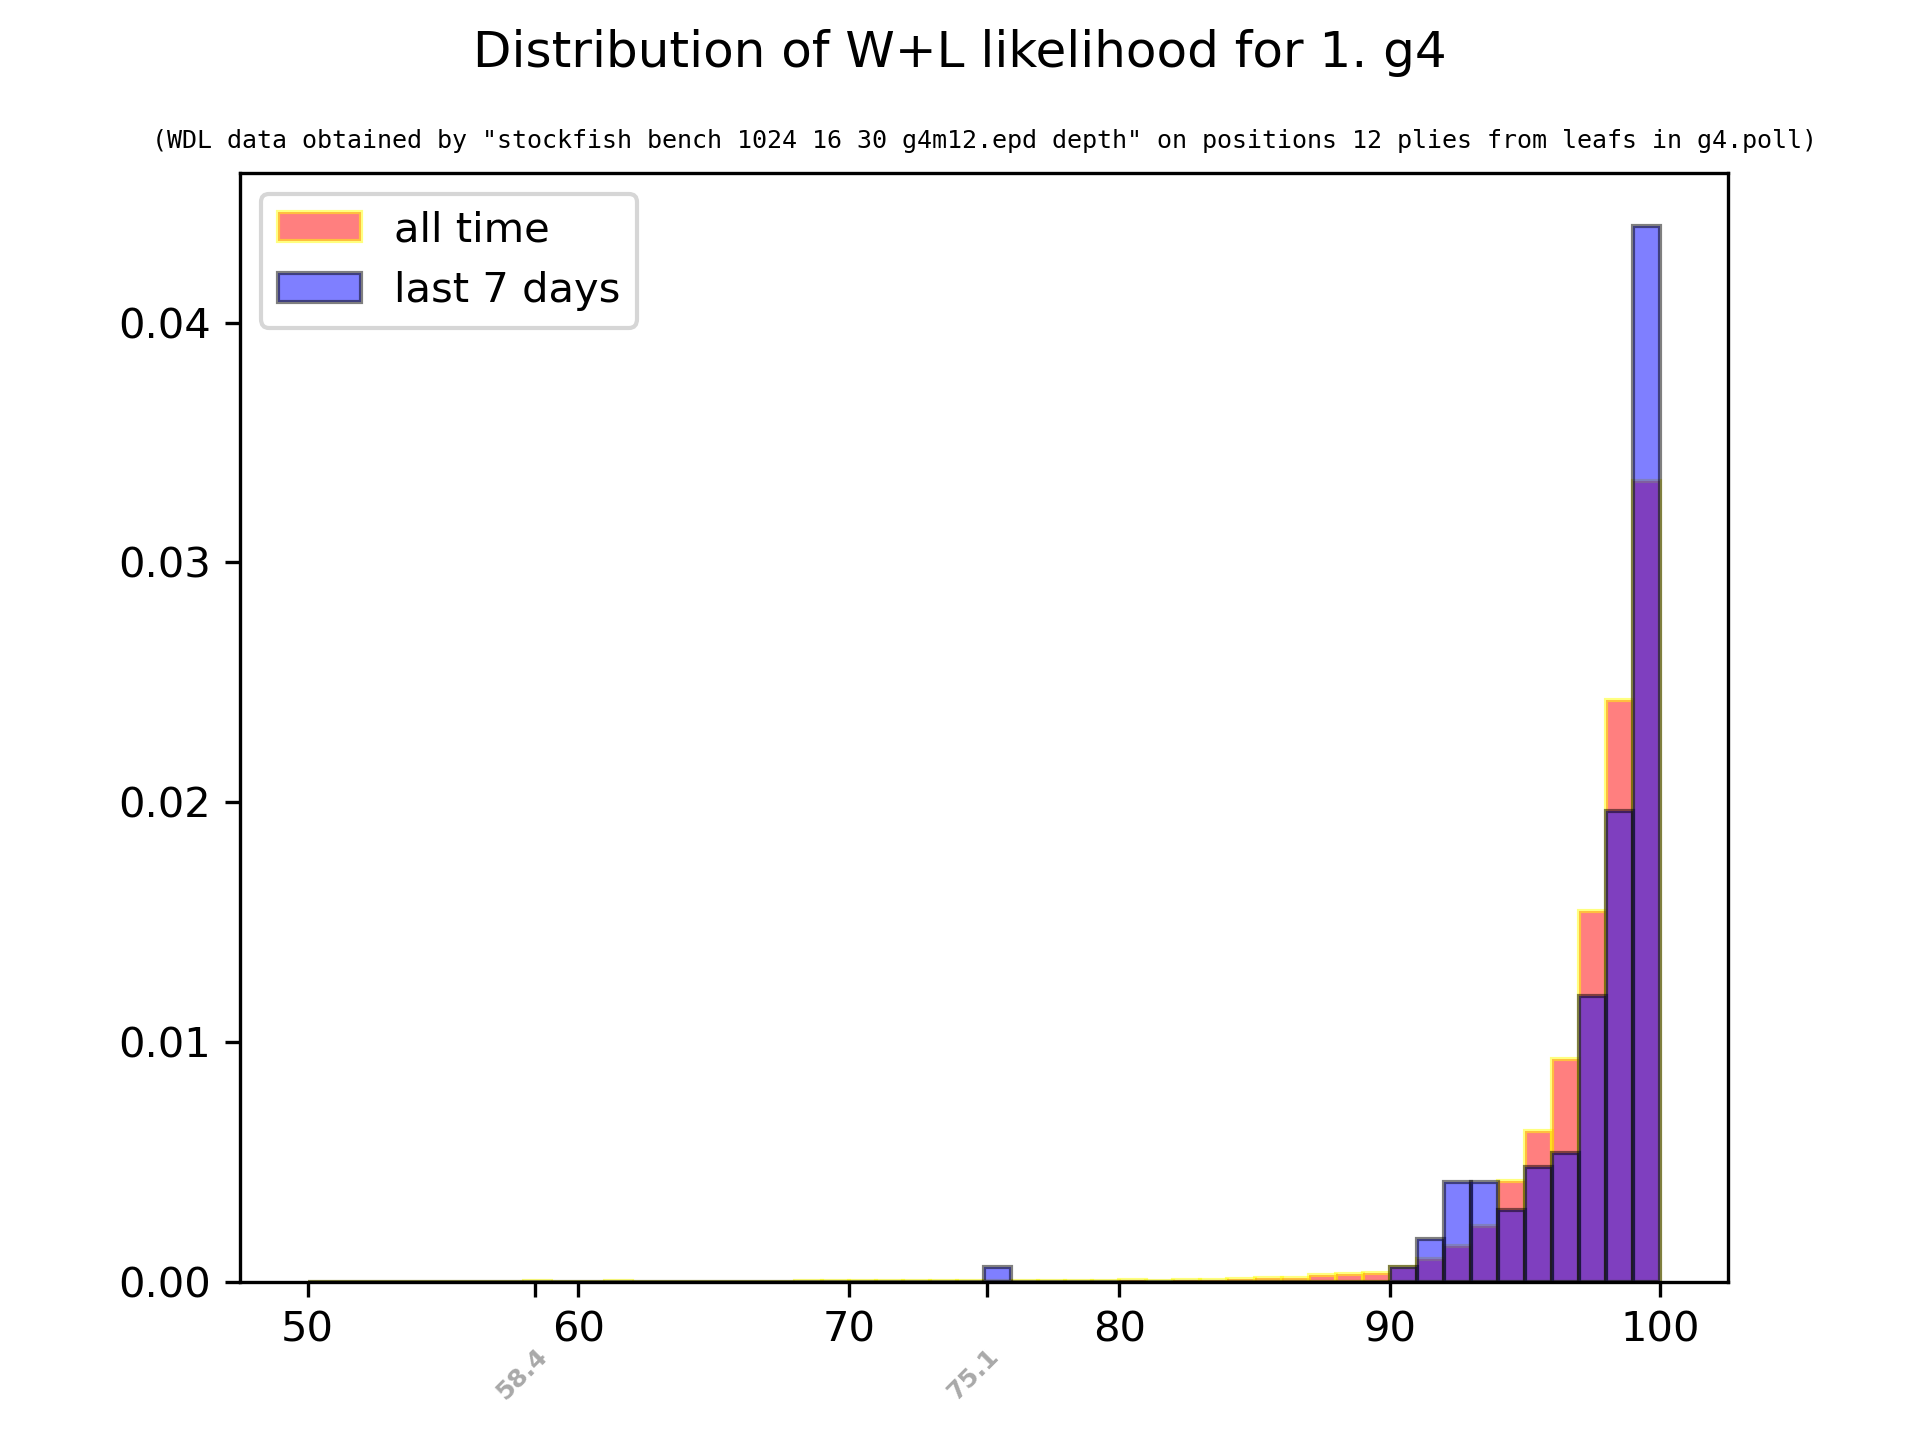 Distribution of W+L likelihood for 1. g4
(WDL data obtained by "stockfish bench 1024 16 30 g4m12.epd depth" on positions 12 plies from leafs in g4.poll)
all time
last 7 days
0.04
0.03
0.02
0.01
0.00
50 60 70 80 90 100
58.4 75.1